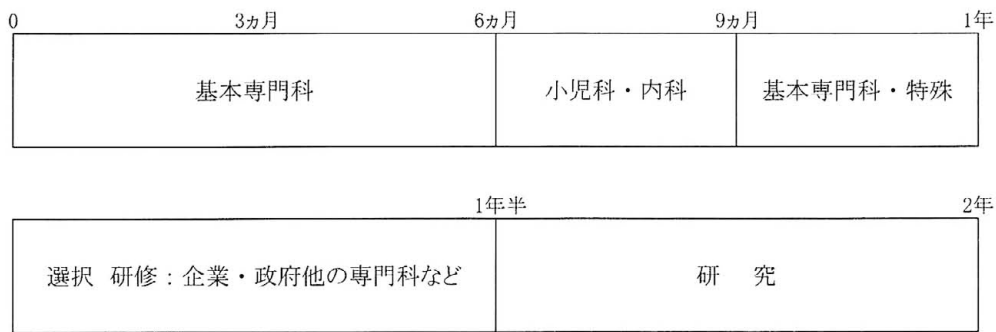 0 3ヵ月 6ヵ月 9ヵ月 1年
基本専門科 小児科・内科 基本専門科・特殊
1年半 2年
選択 研修：企業・政府他の専門科など 研 究